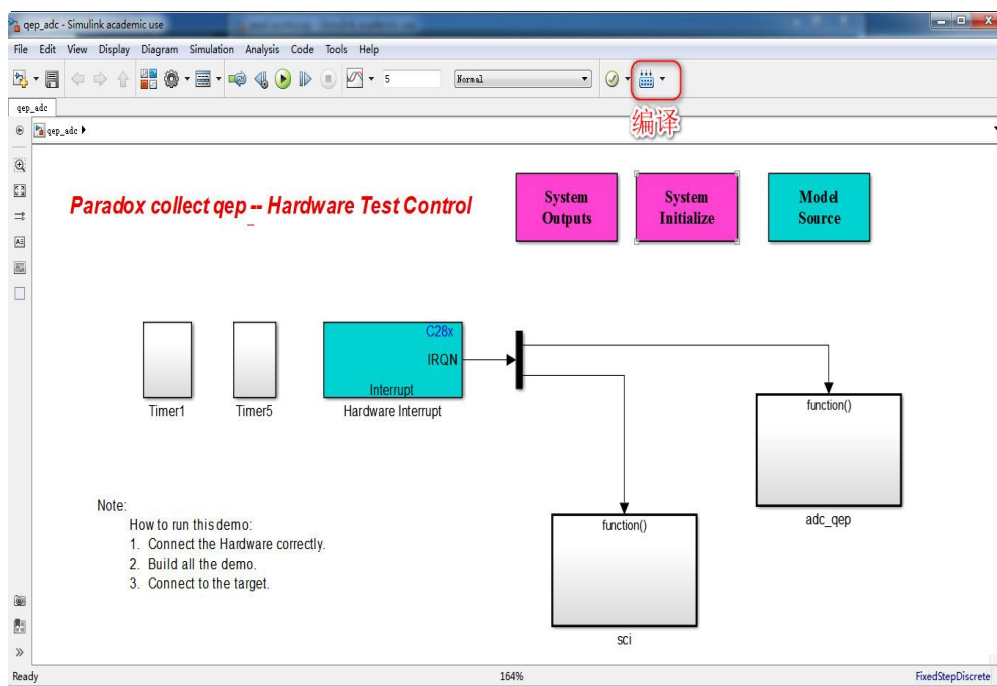 qep_adc - Simulink academic use
File Edit View Display Diagram Simulation Analysis Code Tools Help
5 Normal
qep_adc
编译
qep_adc
Paradox collect qep -- Hardware Test Control
System Outputs
System Initialize
Model Source
C28x
IRQN
Interrupt
Timer1
Timer5
Hardware Interrupt
function()
adc_qep
Note:
How to run this demo:
1. Connect the Hardware correctly.
2. Build all the demo.
3. Connect to the target.
function()
sci
Ready 164% FixedStepDiscrete